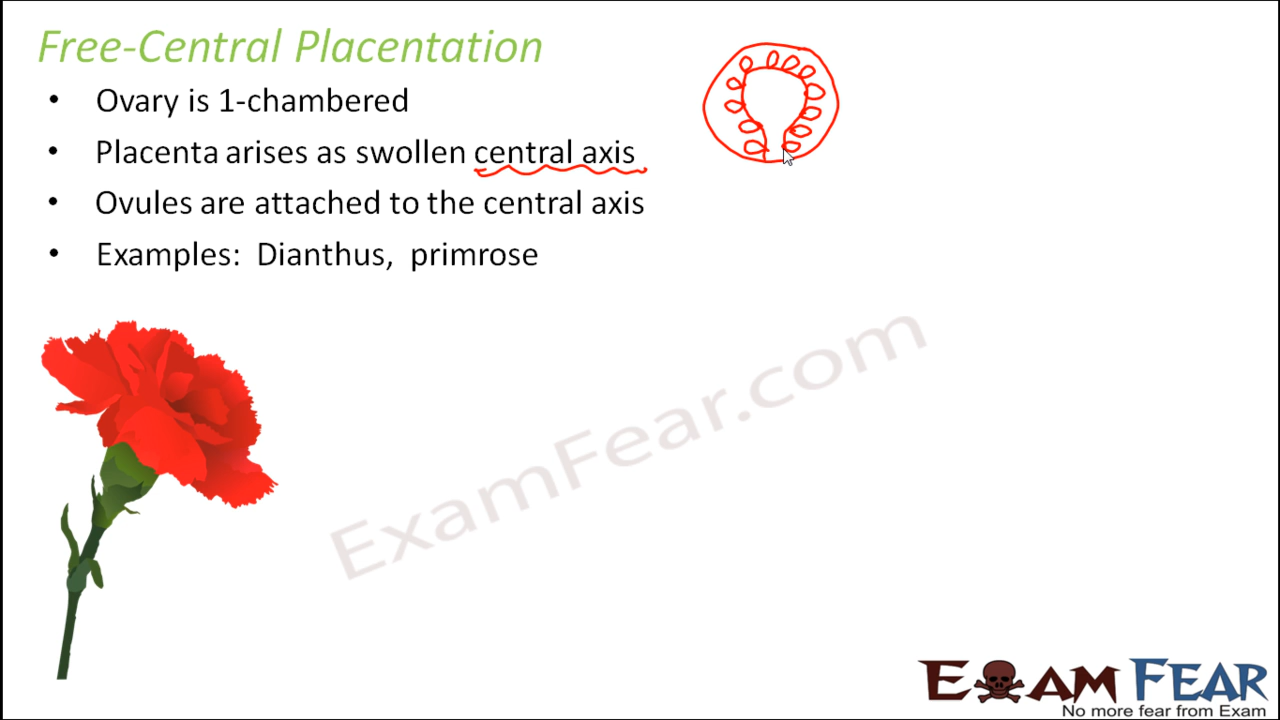 Free-Central Placentation
• Ovary is 1-chambered
• Placenta arises as swollen central axis
• Ovules are attached to the central axis
• Examples: Dianthus, primrose
ExamFear.com
EXAM FEAR
No more fear from Exam